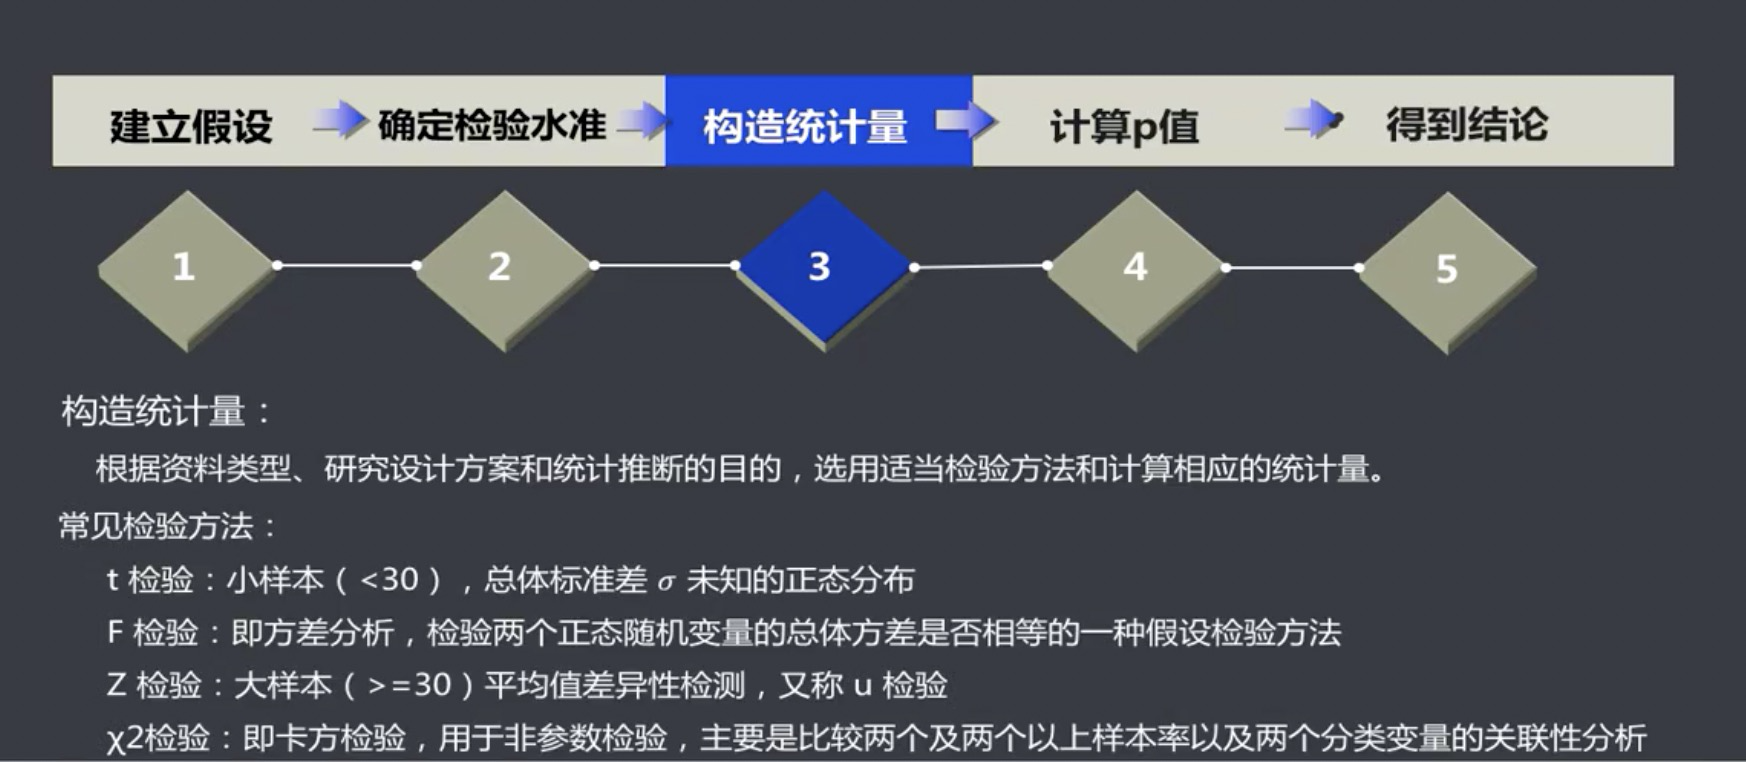 建立假设 确定检验水准 构造统计量 计算p值 得到结论
1 2 3 4 5
构造统计量：
根据资料类型、研究设计方案和统计推断的目的，选用适当检验方法和计算相应的统计量。
常见检验方法：
t 检验：小样本（<30），总体标准差 σ 未知的正态分布
F 检验：即方差分析，检验两个正态随机变量的总体方差是否相等的一种假设检验方法
Z 检验：大样本（>=30）平均值差异性检测，又称 u 检验
χ2检验：即卡方检验，用于非参数检验，主要是比较两个及两个以上样本率以及两个分类变量的关联性分析